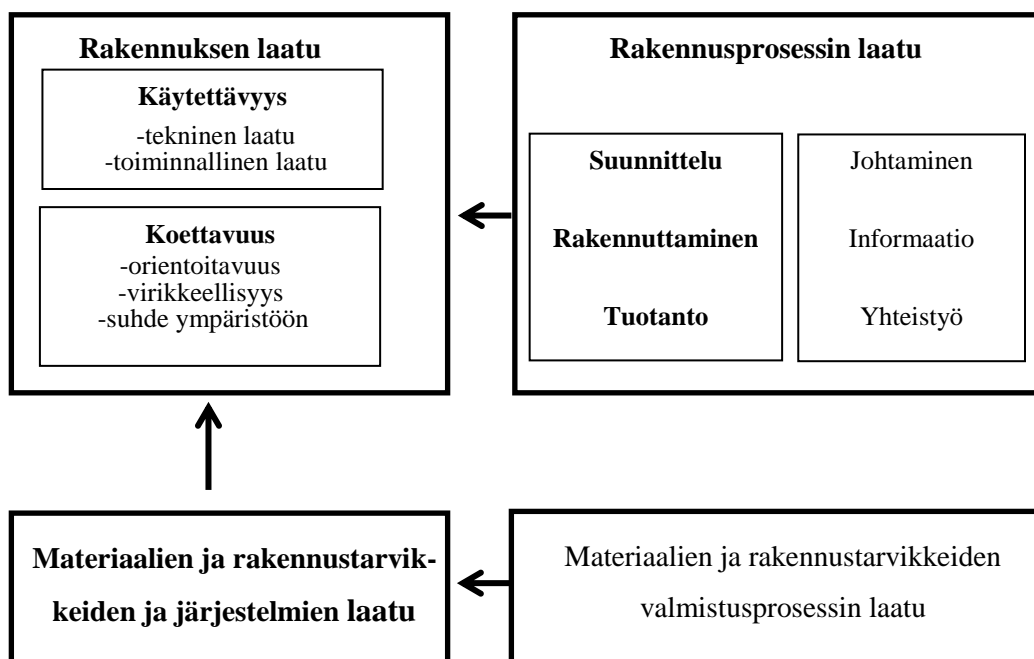 Rakennuksen laatu
Käytettävyys
-tekninen laatu
-toiminnallinen laatu
Koettavuus
-orientoitavuus
-virikkeellisyys
-suhde ympäristöön
Rakennusprosessin laatu
Suunnittelu
Rakennuttaminen
Tuotanto
Johtaminen
Informaatio
Yhteistyö
Materiaalien ja rakennustarvik-
keiden ja järjestelmien laatu
Materiaalien ja rakennustarvikkeiden
valmistusprosessin laatu